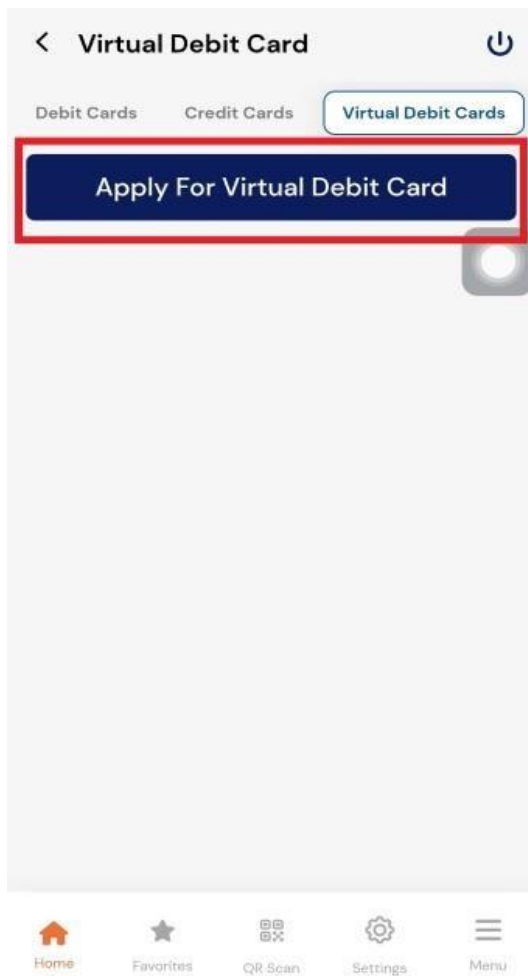 Virtual Debit Card
Debit Cards Credit Cards Virtual Debit Cards
Apply For Virtual Debit Card
Home Favorites QR Scan Settings Menu